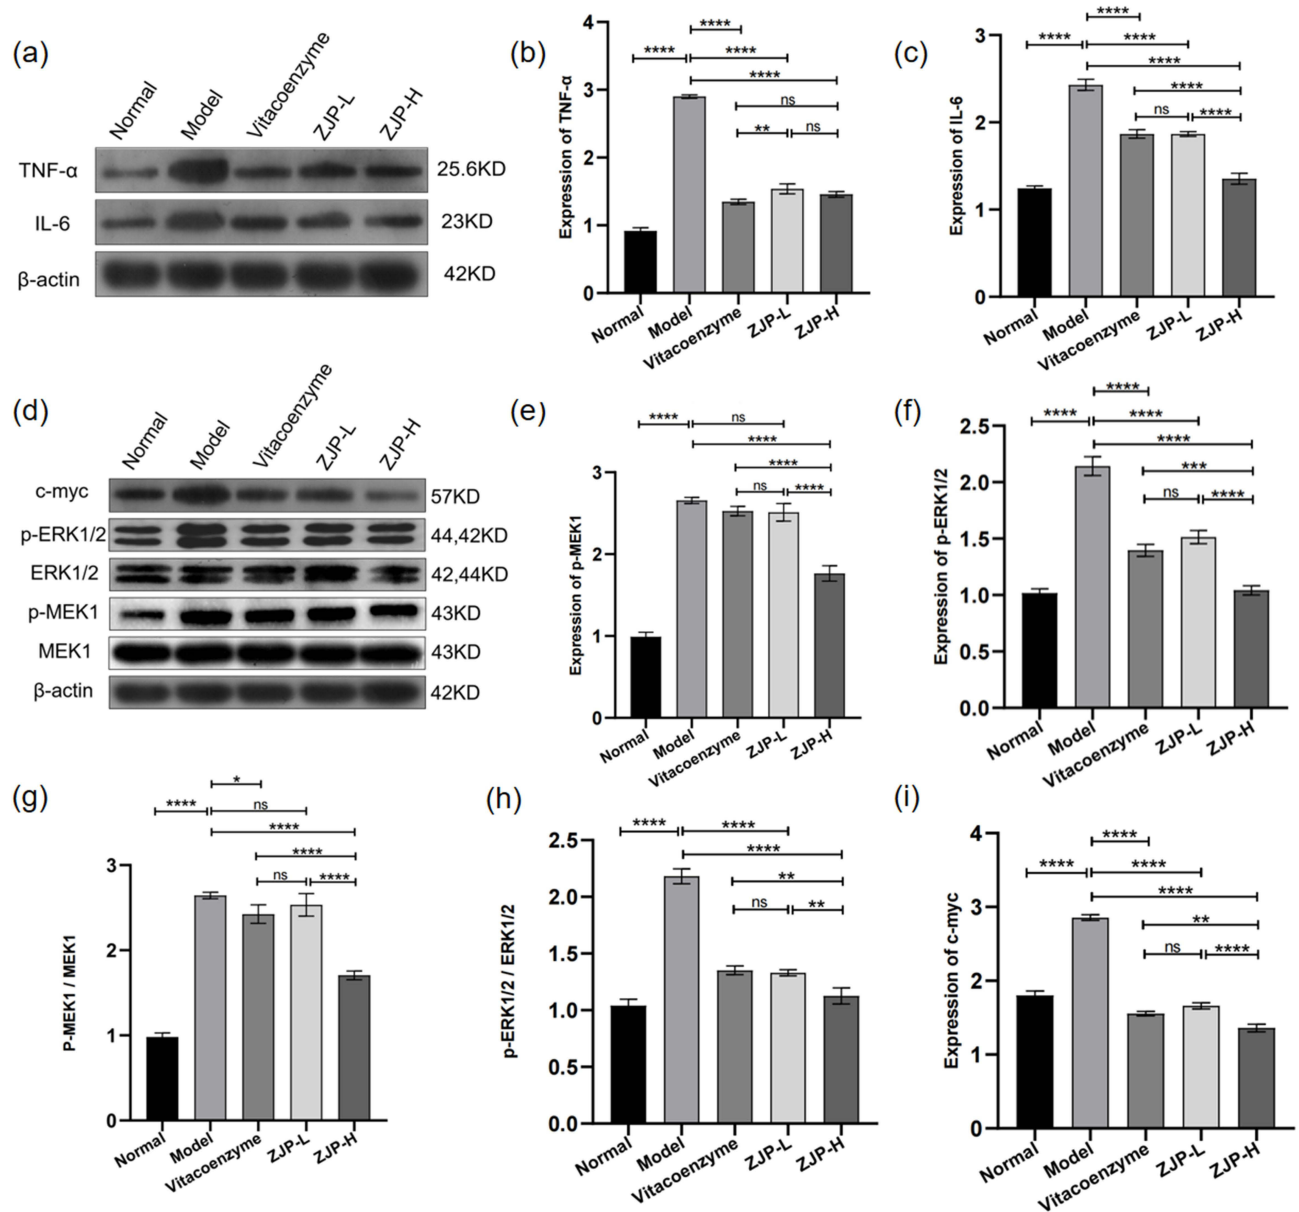 (a)
Normal
Model
Vitacoenzyme
ZJP-L
ZJP-H
TNF-α
25.6KD
IL-6
23KD
β-actin
42KD
(b)
Expression of TNF-α
4
3
2
1
0
****
****
****
****
ns
**
ns
Normal
Model
Vitacoenzyme
ZJP-L
ZJP-H
(c)
Expression of IL-6
3
2
1
0
****
****
****
****
****
ns
****
Normal
Model
Vitacoenzyme
ZJP-L
ZJP-H
(d)
Normal
Model
Vitacoenzyme
ZJP-L
ZJP-H
c-myc
57KD
p-ERK1/2
44,42KD
ERK1/2
42,44KD
p-MEK1
43KD
MEK1
43KD
β-actin
42KD
(e)
Expression of p-MEK1
3
2
1
0
****
ns
****
****
ns
****
Normal
Model
Vitacoenzyme
ZJP-L
ZJP-H
(f)
Expression of p-ERK1/2
2.5
2.0
1.5
1.0
0.5
0.0
****
****
****
****
***
ns
****
Normal
Model
Vitacoenzyme
ZJP-L
ZJP-H
(g)
P-MEK1 / MEK1
3
2
1
0
*
****
ns
****
****
ns
****
Normal
Model
Vitacoenzyme
ZJP-L
ZJP-H
(h)
p-ERK1/2 / ERK1/2
2.5
2.0
1.5
1.0
0.5
0.0
****
****
****
**
ns
**
Normal
Model
Vitacoenzyme
ZJP-L
ZJP-H
(i)
Expression of c-myc
4
3
2
1
0
****
****
****
****
**
ns
****
Normal
Model
Vitacoenzyme
ZJP-L
ZJP-H